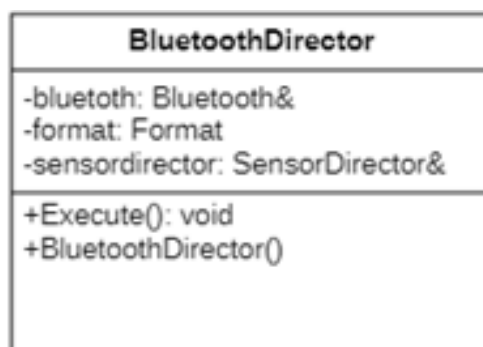 BluetoothDirector
-bluetoth: Bluetooth&
-format: Format
-sensordirector: SensorDirector&
+Execute(): void
+BluetoothDirector()